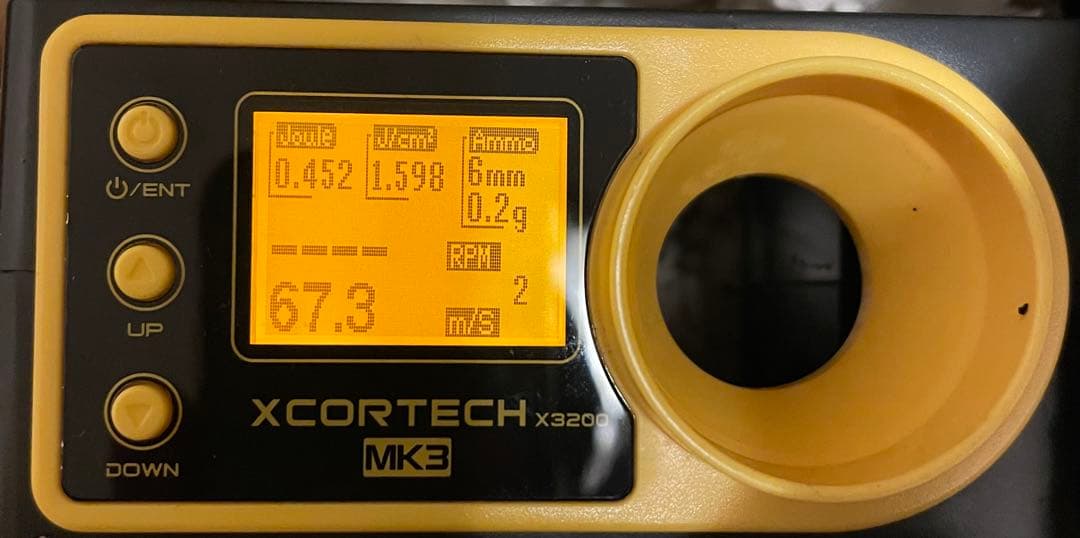 Joule J/cm² Ammo
0.452 1.598 6mm
0.2g
---- RPM
2
67.3 m/S
⏻/ENT
UP
DOWN
XCORTECH X3200
MK3